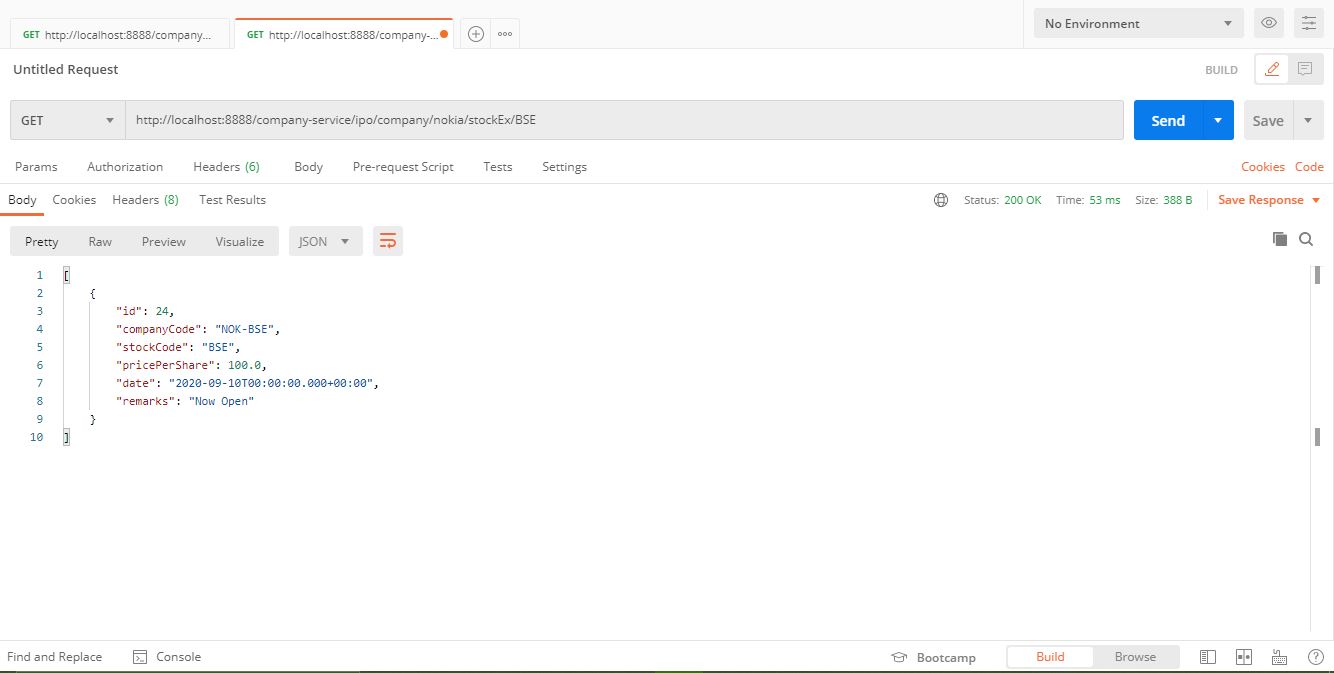 GET http://localhost:8888/company... GET http://localhost:8888/company-... No Environment
Untitled Request BUILD
GET http://localhost:8888/company-service/ipo/company/nokia/stockEx/BSE Send Save
Params Authorization Headers (6) Body Pre-request Script Tests Settings Cookies Code
Body Cookies Headers (8) Test Results Status: 200 OK Time: 53 ms Size: 388 B Save Response
Pretty Raw Preview Visualize JSON
1 [
2 {
3 "id": 24,
4 "companyCode": "NOK-BSE",
5 "stockCode": "BSE",
6 "pricePerShare": 100.0,
7 "date": "2020-09-10T00:00:00.000+00:00",
8 "remarks": "Now Open"
9 }
10 ]
Find and Replace Console Bootcamp Build Browse